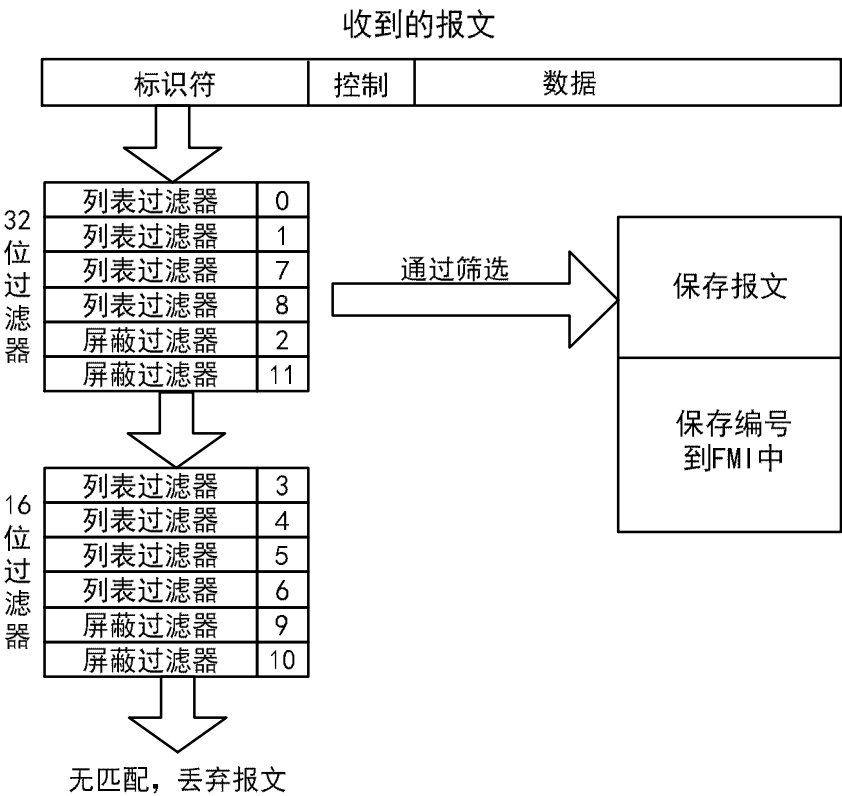 收到的报文
标识符 控制 数据
32位过滤器
列表过滤器 0
列表过滤器 1
列表过滤器 7
列表过滤器 8
屏蔽过滤器 2
屏蔽过滤器 11
通过筛选
保存报文
保存编号
到FMI中
16位过滤器
列表过滤器 3
列表过滤器 4
列表过滤器 5
列表过滤器 6
屏蔽过滤器 9
屏蔽过滤器 10
无匹配，丢弃报文